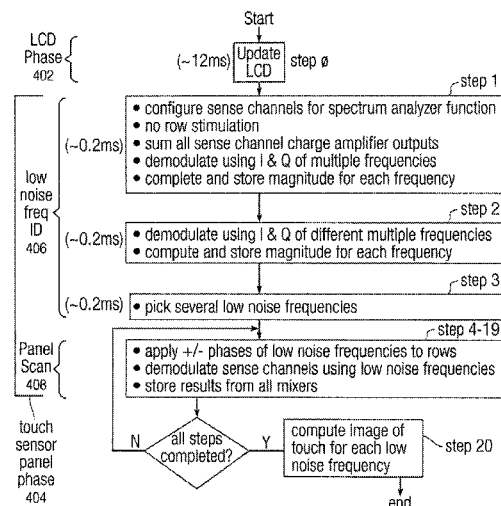 Start
LCD
Phase
402
(~12ms)
Update
LCD
step ø
step 1
• configure sense channels for spectrum analyzer function
• no row stimulation
• sum all sense channel charge amplifier outputs
• demodulate using I & Q of multiple frequencies
• complete and store magnitude for each frequency
(~0.2ms)
low
noise
freq
ID
406
step 2
• demodulate using I & Q of different multiple frequencies
• compute and store magnitude for each frequency
(~0.2ms)
step 3
• pick several low noise frequencies
(~0.2ms)
step 4-19
• apply +/- phases of low noise frequencies to rows
• demodulate sense channels using low noise frequencies
• store results from all mixers
Panel
Scan
408
touch
sensor
panel
phase
404
N
all
steps
completed?
Y
compute image of
touch for each low
noise frequency
step 20
end